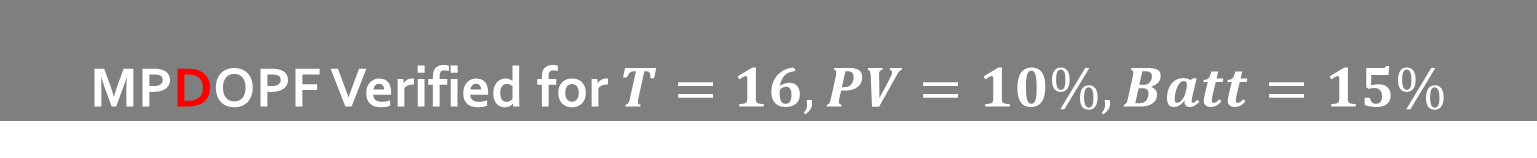 MPDOPF Verified for T = 16, PV = 10%, Batt = 15%